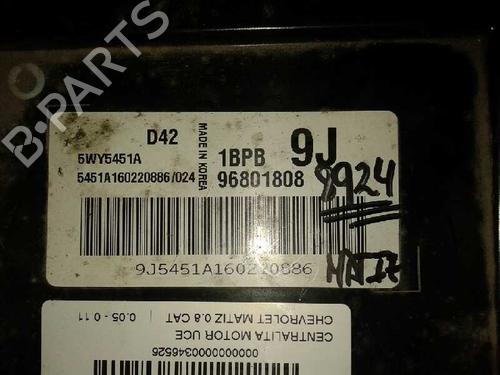 D42
MADE IN KOREA
5WY5451A
1BPB
9J
5451A160220886/024
96801808
8924
9J5451A160220886
MATIZ
CENTRALITA MOTOR UCE
CHEVROLET MATIZ 0.8 CAT
0.05 - 0.11
0000000000346526
B-PARTS